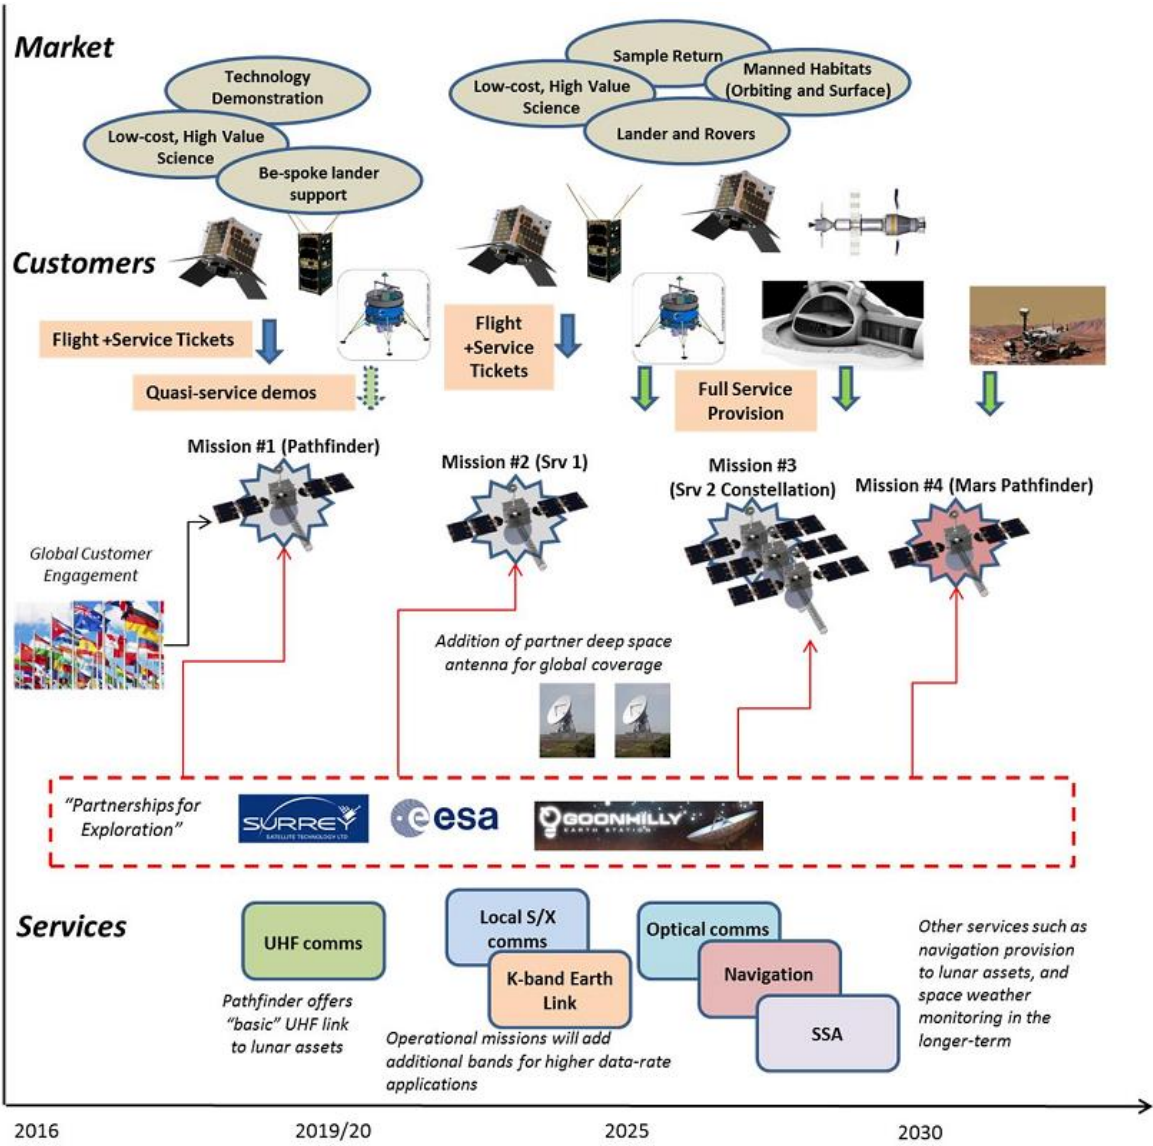 Market
Technology
Demonstration
Low-cost, High Value
Science
Be-spoke lander
support
Sample Return
Low-cost, High Value
Science
Manned Habitats
(Orbiting and Surface)
Lander and Rovers
Customers
Flight +Service Tickets
Quasi-service demos
Flight
+Service
Tickets
Full Service
Provision
Mission #1 (Pathfinder)
Mission #2 (Srv 1)
Mission #3
(Srv 2 Constellation)
Mission #4 (Mars Pathfinder)
Global Customer
Engagement
Addition of partner deep space
antenna for global coverage
"Partnerships for
Exploration"
SURREY
SATELLITE TECHNOLOGY LTD
esa
GOONHILLY
EARTH STATION
Services
UHF comms
Pathfinder offers
"basic" UHF link
to lunar assets
Local S/X
comms
K-band Earth
Link
Operational missions will add
additional bands for higher data-rate
applications
Optical comms
Navigation
SSA
Other services such as
navigation provision
to lunar assets, and
space weather
monitoring in the
longer-term
2016
2019/20
2025
2030